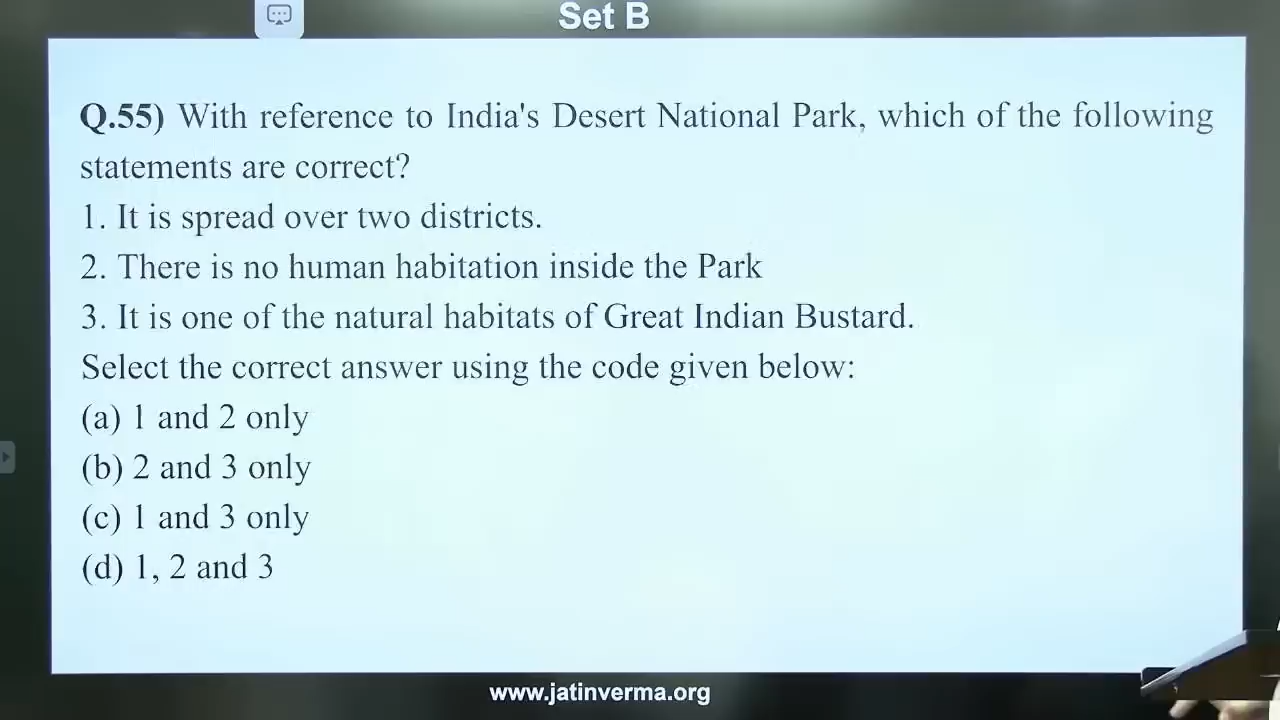 Set B
Q.55) With reference to India's Desert National Park, which of the following
statements are correct?
1. It is spread over two districts.
2. There is no human habitation inside the Park
3. It is one of the natural habitats of Great Indian Bustard.
Select the correct answer using the code given below:
(a) 1 and 2 only
(b) 2 and 3 only
(c) 1 and 3 only
(d) 1, 2 and 3
www.jatinverma.org